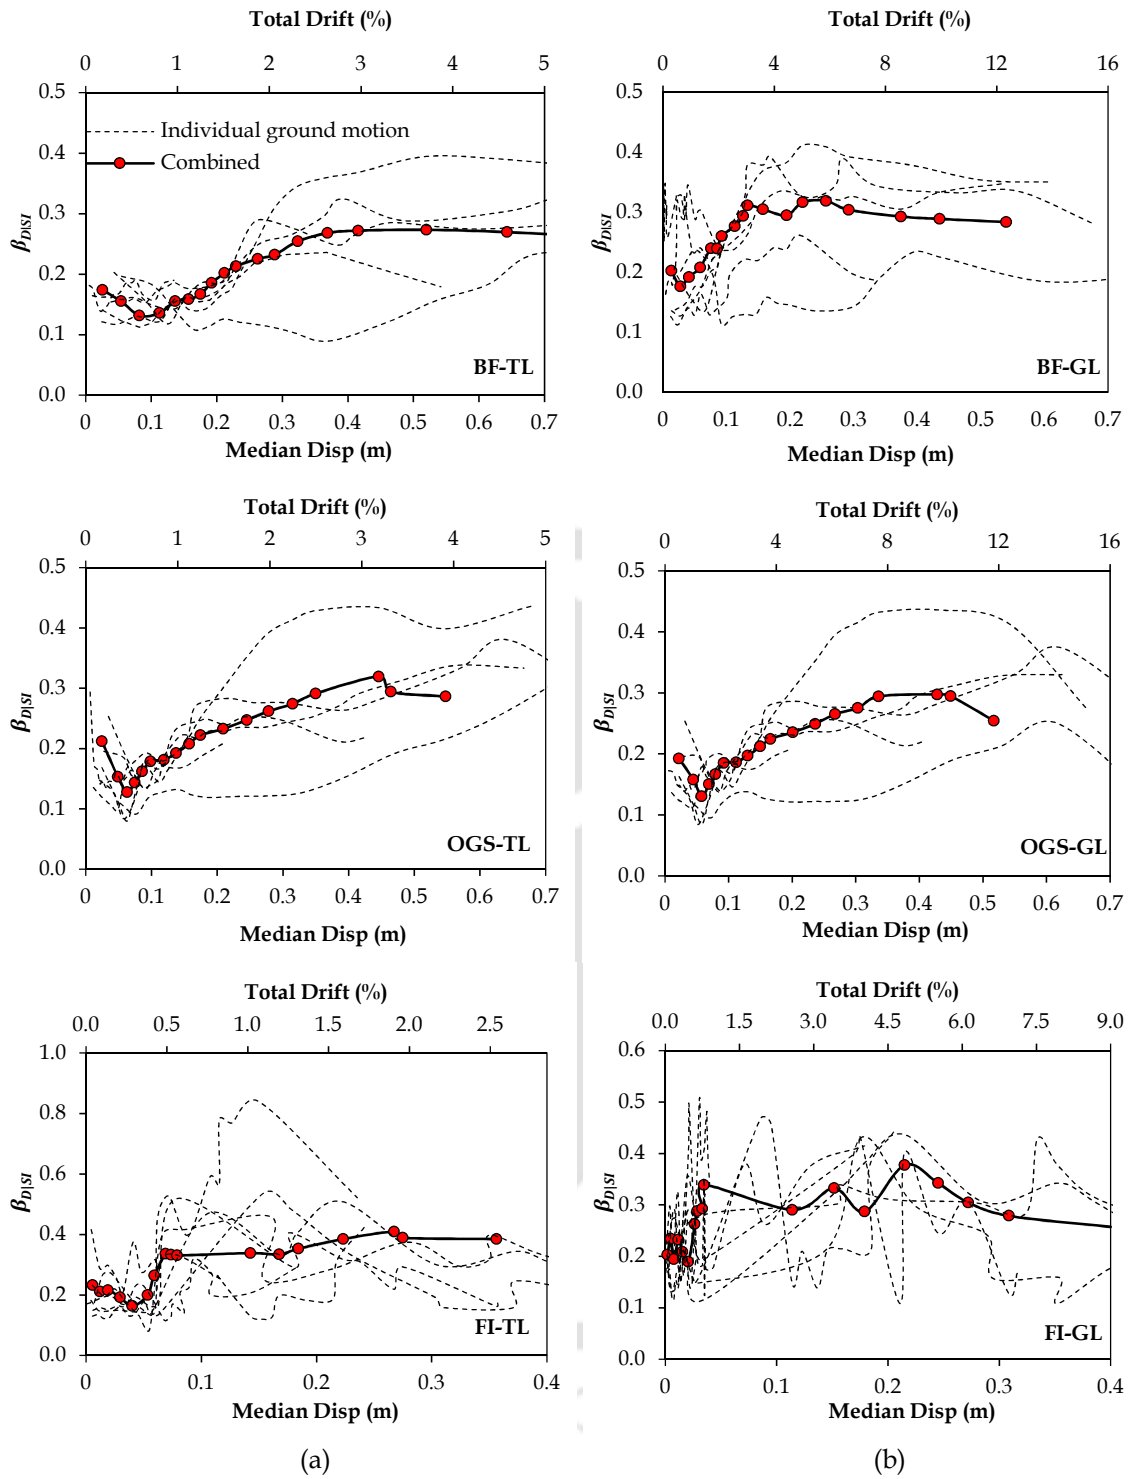 Total Drift (%)
0 1 2 3 4 5
0.5
0.4
0.3
0.2
0.1
0.0
β_D|SI
Individual ground motion
Combined
BF-TL
0 0.1 0.2 0.3 0.4 0.5 0.6 0.7
Median Disp (m)
Total Drift (%)
0 4 8 12 16
0.5
0.4
0.3
0.2
0.1
0.0
β_D|SI
BF-GL
0 0.1 0.2 0.3 0.4 0.5 0.6 0.7
Median Disp (m)
Total Drift (%)
0 1 2 3 4 5
0.5
0.4
0.3
0.2
0.1
0.0
β_D|SI
OGS-TL
0 0.1 0.2 0.3 0.4 0.5 0.6 0.7
Median Disp (m)
Total Drift (%)
0 4 8 12 16
0.5
0.4
0.3
0.2
0.1
0.0
β_D|SI
OGS-GL
0 0.1 0.2 0.3 0.4 0.5 0.6 0.7
Median Disp (m)
Total Drift (%)
0.0 0.5 1.0 1.5 2.0 2.5
1.0
0.8
0.6
0.4
0.2
0.0
β_D|SI
FI-TL
0 0.1 0.2 0.3 0.4
Median Disp (m)
Total Drift (%)
0.0 1.5 3.0 4.5 6.0 7.5 9.0
0.6
0.5
0.4
0.3
0.2
0.1
0.0
β_D|SI
FI-GL
0 0.1 0.2 0.3 0.4
Median Disp (m)
(a)
(b)